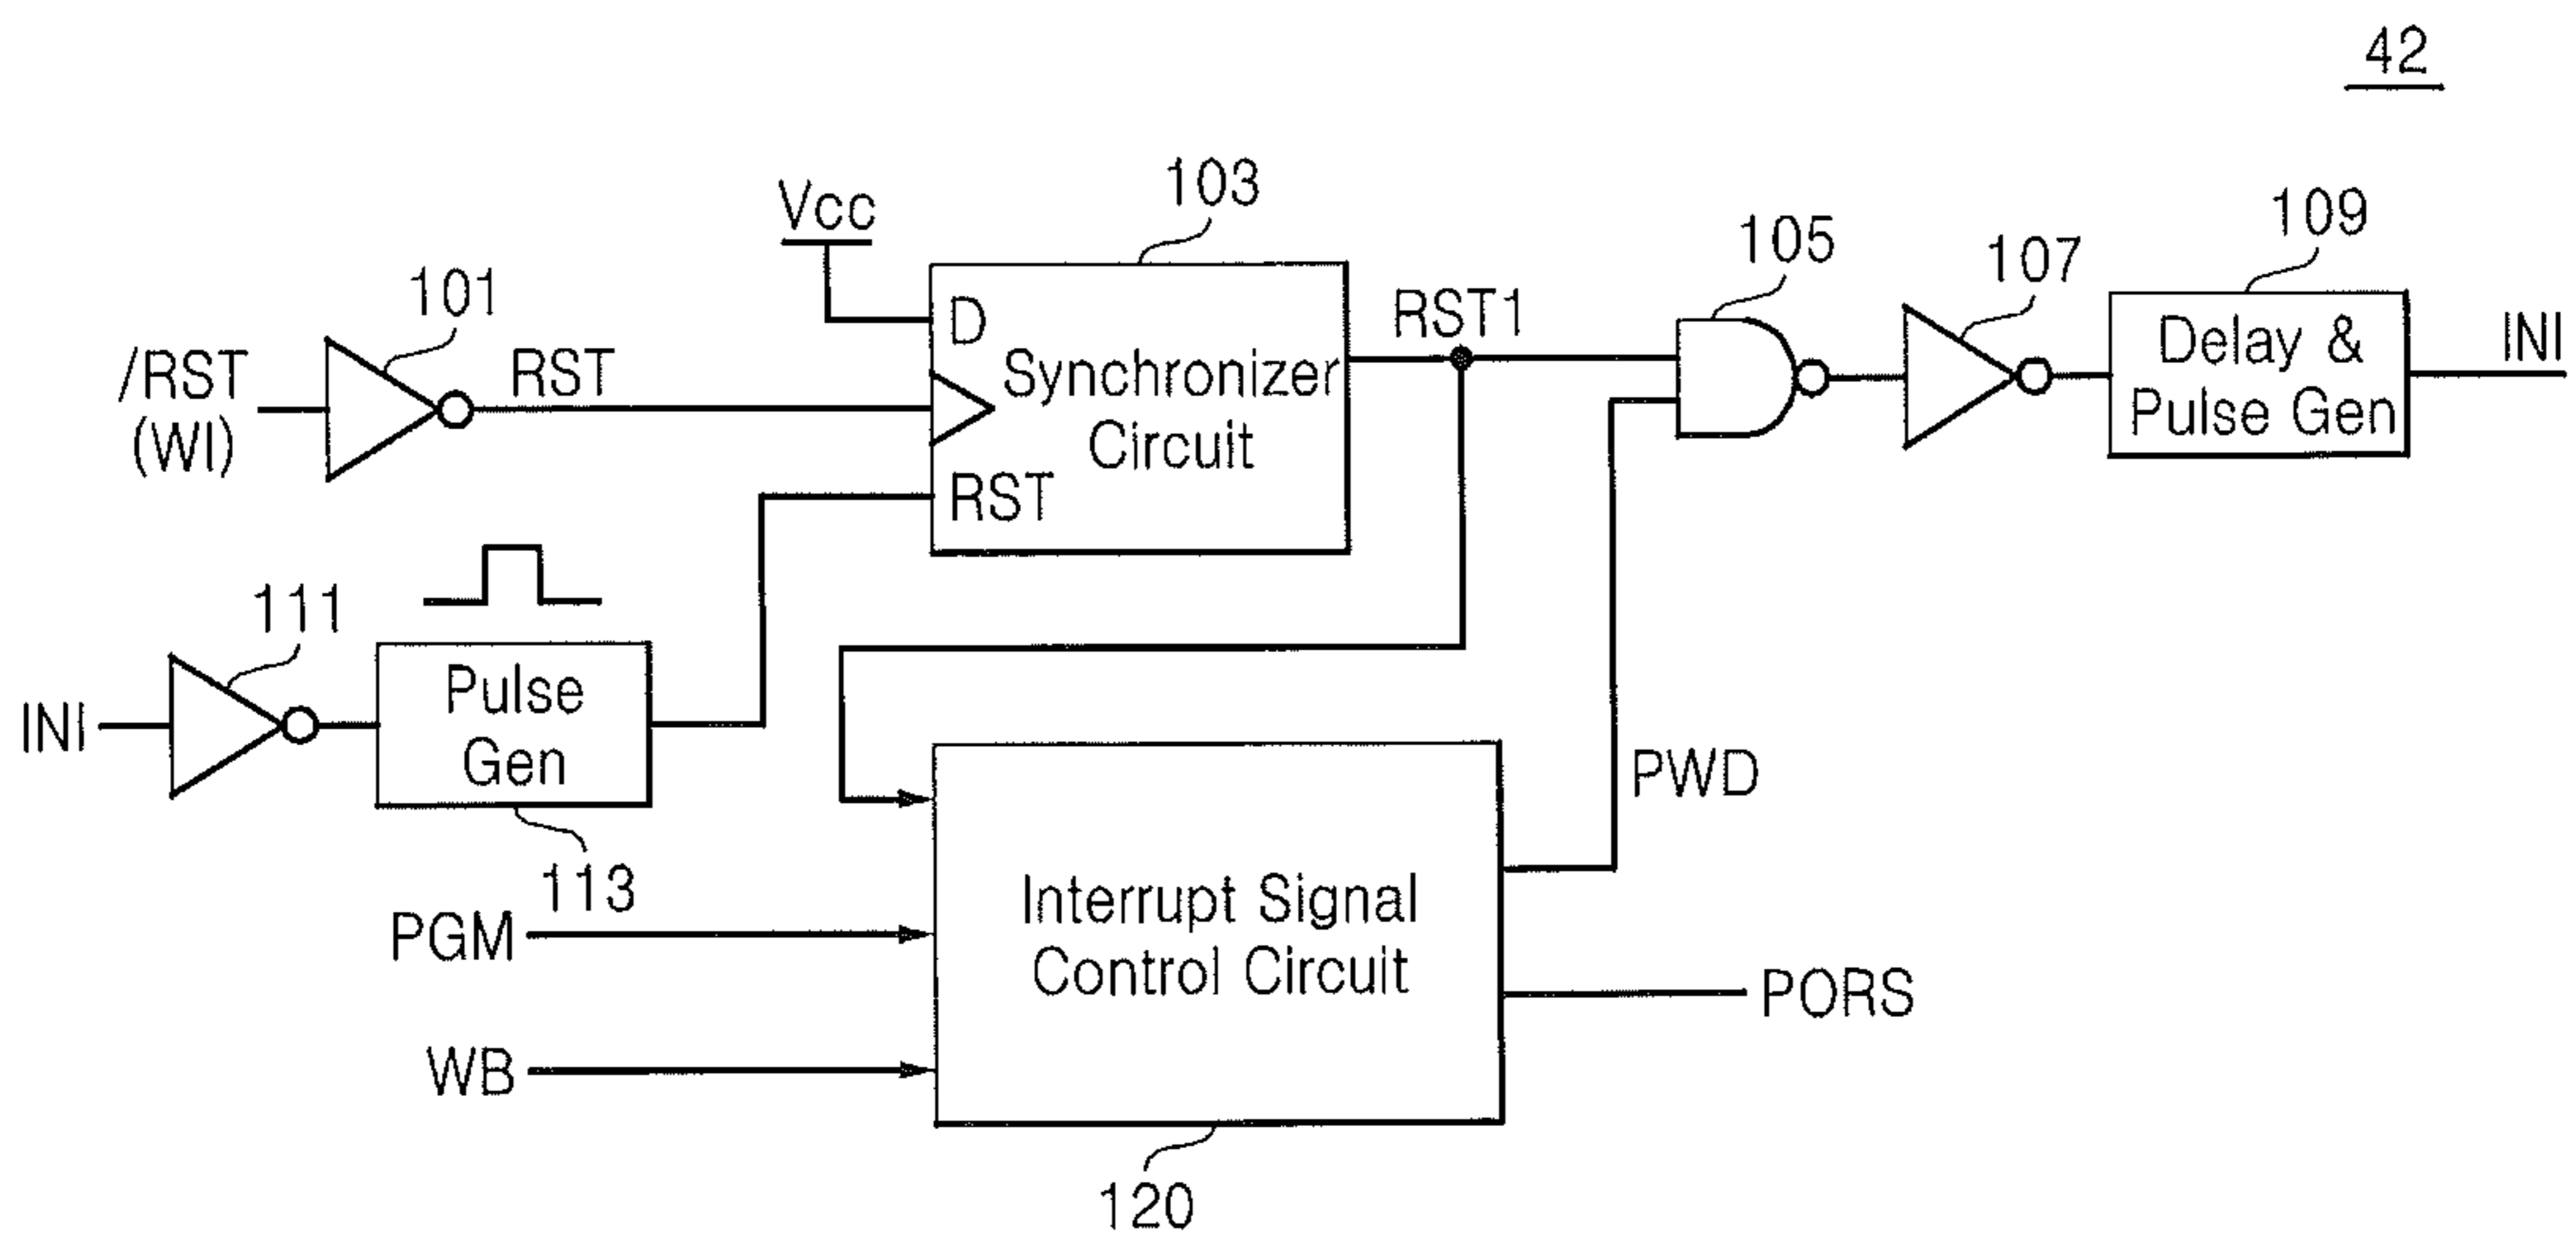 42
103
Vcc
105
109
107
101
D
RST1
Delay &
Pulse Gen
INI
/RST
(WI)
RST
Synchronizer
Circuit
RST
111
Pulse
Gen
INI
PWD
113
PGM
Interrupt Signal
Control Circuit
PORS
WB
120